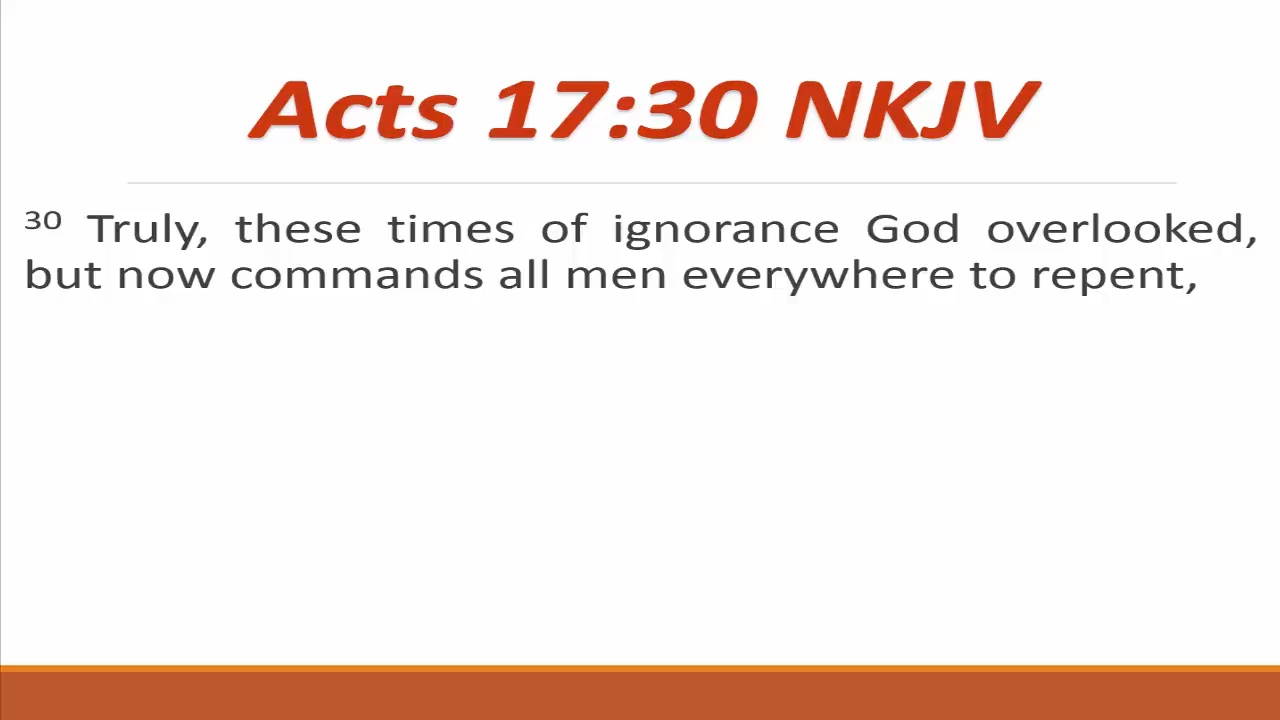 Acts 17:30 NKJV
30 Truly, these times of ignorance God overlooked,
but now commands all men everywhere to repent,